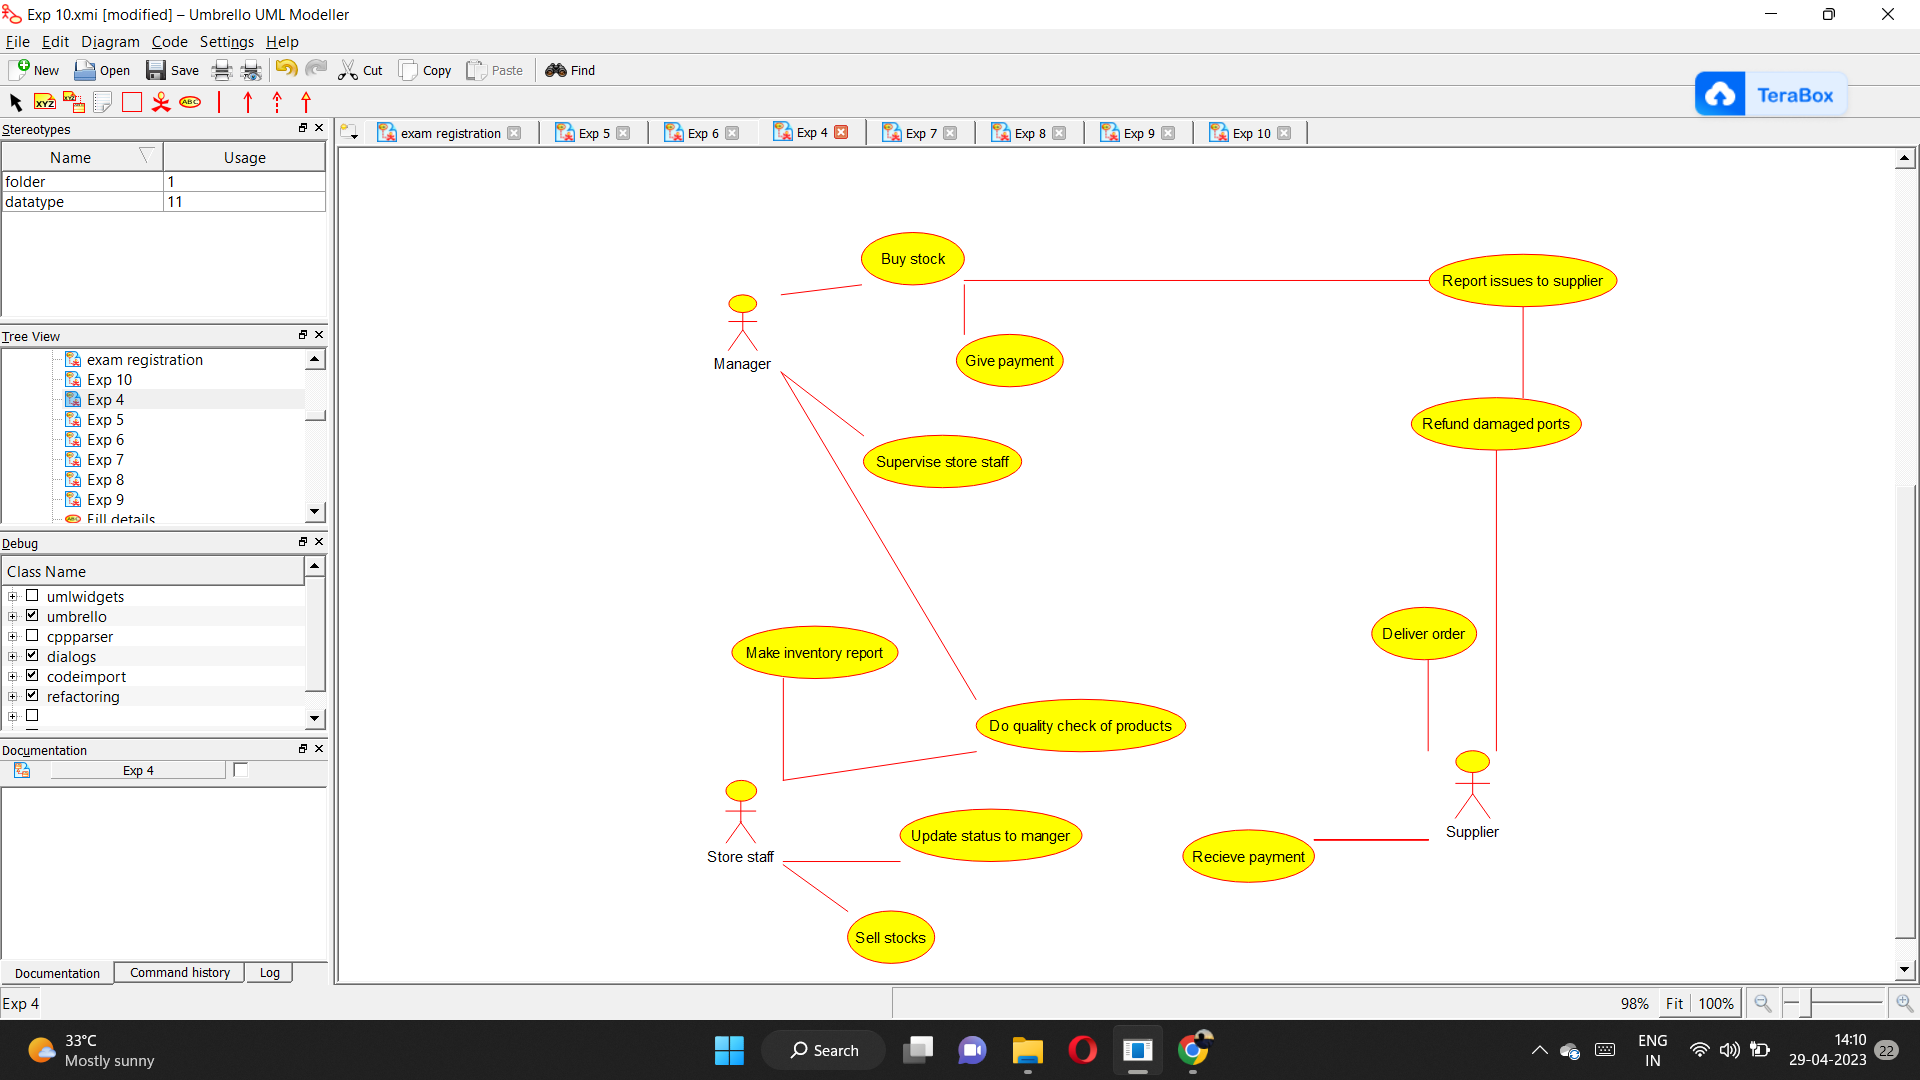 Exp 10.xmi [modified] – Umbrello UML Modeller
File Edit Diagram Code Settings Help
New Open Save Cut Copy Paste Find
XYZ XYZ ABC
TeraBox
Stereotypes
exam registration Exp 5 Exp 6 Exp 4 Exp 7 Exp 8 Exp 9 Exp 10
Name Usage
folder 1
datatype 11
Tree View
exam registration
Exp 10
Exp 4
Exp 5
Exp 6
Exp 7
Exp 8
Exp 9
Fill details
Debug
Class Name
umlwidgets
umbrello
cppparser
dialogs
codeimport
refactoring
Documentation
Exp 4
Documentation Command history Log
Buy stock
Report issues to supplier
Manager
Give payment
Refund damaged ports
Supervise store staff
Deliver order
Make inventory report
Do quality check of products
Supplier
Update status to manger
Store staff
Recieve payment
Sell stocks
Exp 4
98% Fit 100%
33°C
Mostly sunny
Search
ENG
IN
14:10
29-04-2023
22